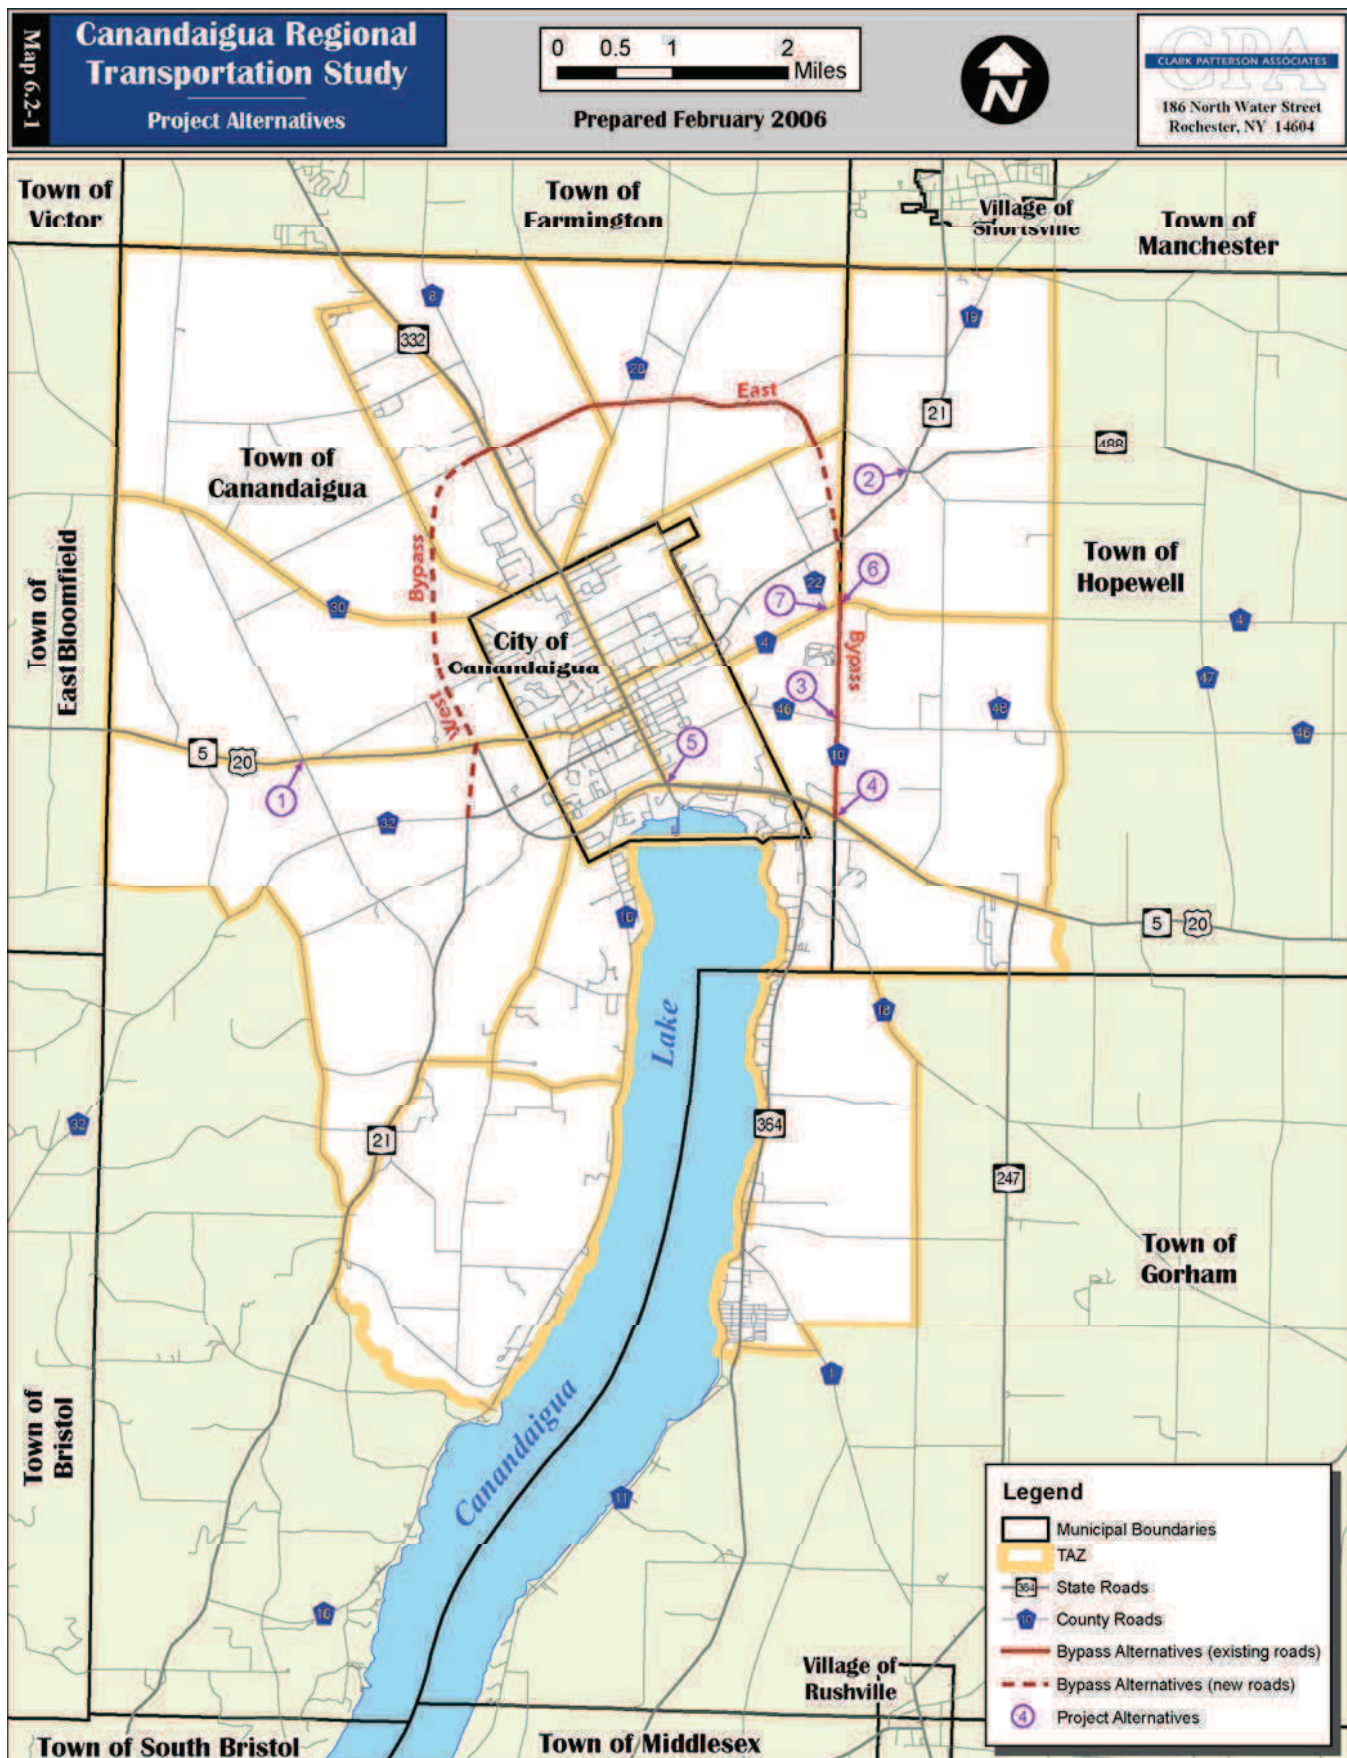 Map 6.2-1
Canandaigua Regional
Transportation Study
Project Alternatives
0 0.5 1 2
Miles
Prepared February 2006
N
CPA
CLARK PATTERSON ASSOCIATES
186 North Water Street
Rochester, NY 14604
Town of
Victor
Town of
Farmington
Village of
Shortsville
Town of
Manchester
8
332
28
19
East
21
488
Town of
Canandaigua
2
Town of
East Bloomfield
Bypass
Town of
Hopewell
30
22
6
7
4
4
City of
Canandaigua
Bypass
West
3
46
48
47
46
5
20
1
5
10
4
32
16
5
20
Lake
18
32
21
364
247
Town of
Gorham
1
Town of
Bristol
Canandaigua
11
16
Legend
Municipal Boundaries
TAZ
364 State Roads
10 County Roads
Bypass Alternatives (existing roads)
Bypass Alternatives (new roads)
4 Project Alternatives
Village of
Rushville
Town of South Bristol
Town of Middlesex